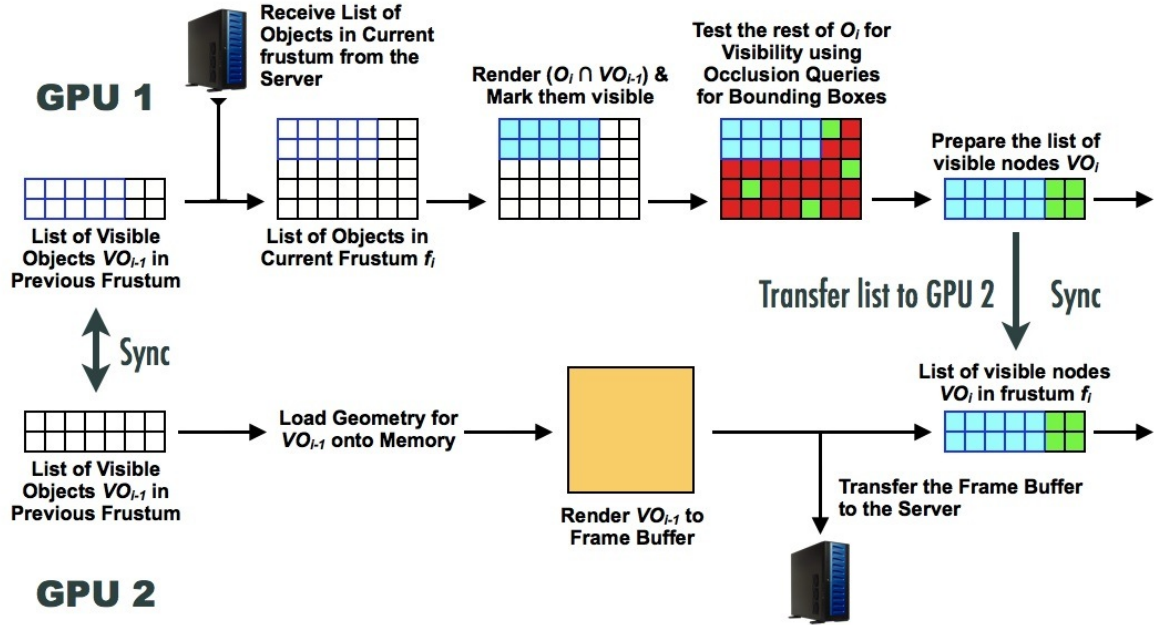 Receive List of
Objects in Current
frustum from the
Server
GPU 1
Render (Oi ∩ VOi-1) &
Mark them visible
Test the rest of Oi for
Visibility using
Occlusion Queries
for Bounding Boxes
Prepare the list of
visible nodes VOi
List of Visible
Objects VOi-1 in
Previous Frustum
List of Objects in
Current Frustum fi
Transfer list to GPU 2
Sync
Sync
List of visible nodes
VOi in frustum fi
Load Geometry for
VOi-1 onto Memory
List of Visible
Objects VOi-1 in
Previous Frustum
Render VOi-1 to
Frame Buffer
Transfer the Frame Buffer
to the Server
GPU 2